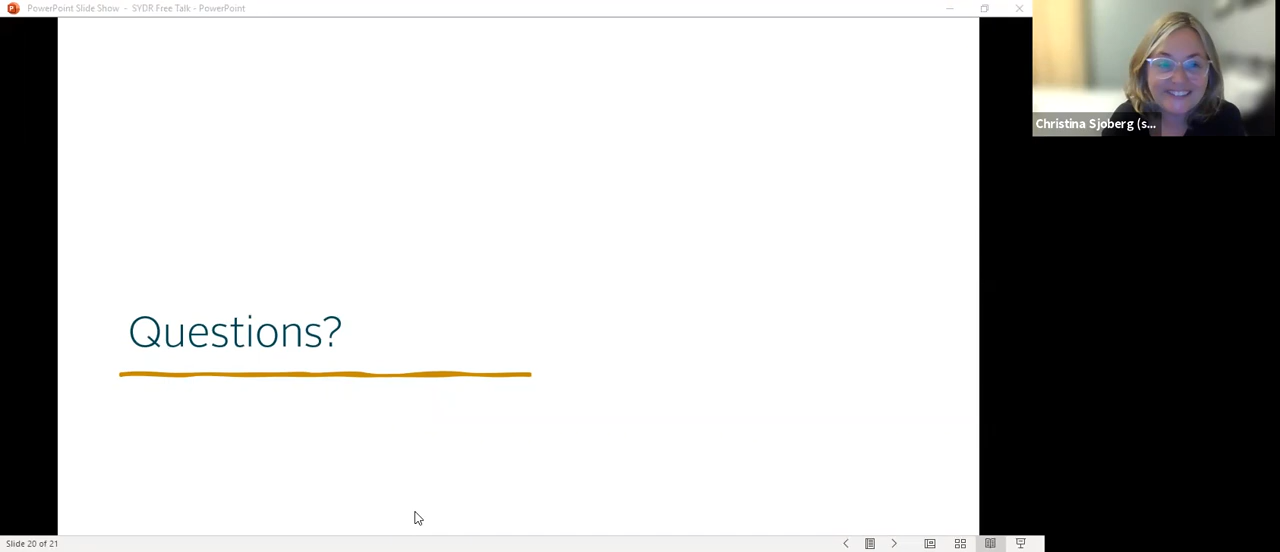 PowerPoint Slide Show - SYDR Free Talk - PowerPoint
Christina Sjoberg (s...
Questions?
Slide 20 of 21